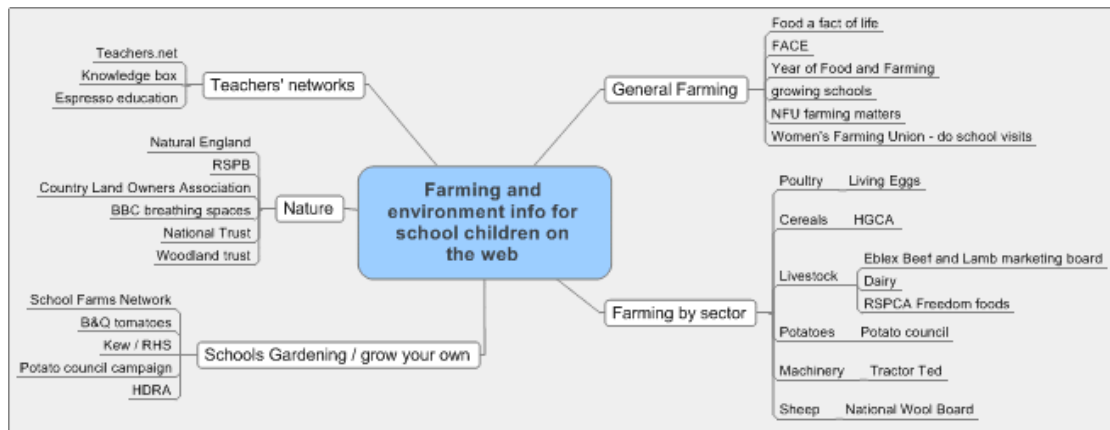 Farming and
environment info for
school children on
the web
Teachers' networks
Teachers.net
Knowledge box
Espresso education
Nature
Natural England
RSPB
Country Land Owners Association
BBC breathing spaces
National Trust
Woodland trust
Schools Gardening / grow your own
School Farms Network
B&Q tomatoes
Kew / RHS
Potato council campaign
HDRA
General Farming
Food a fact of life
FACE
Year of Food and Farming
growing schools
NFU farming matters
Women's Farming Union - do school visits
Farming by sector
Poultry Living Eggs
Cereals HGCA
Livestock
Eblex Beef and Lamb marketing board
Dairy
RSPCA Freedom foods
Potatoes Potato council
Machinery Tractor Ted
Sheep National Wool Board